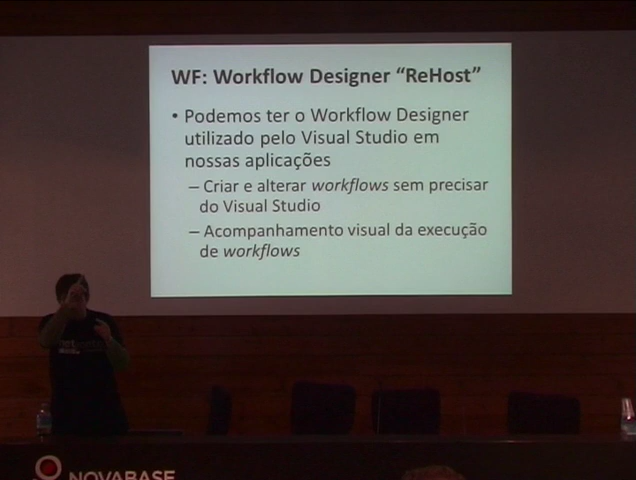 WF: Workflow Designer “ReHost”
• Podemos ter o Workflow Designer
utilizado pelo Visual Studio em
nossas aplicações
– Criar e alterar workflows sem precisar
do Visual Studio
– Acompanhamento visual da execução
de workflows
NOVABASE